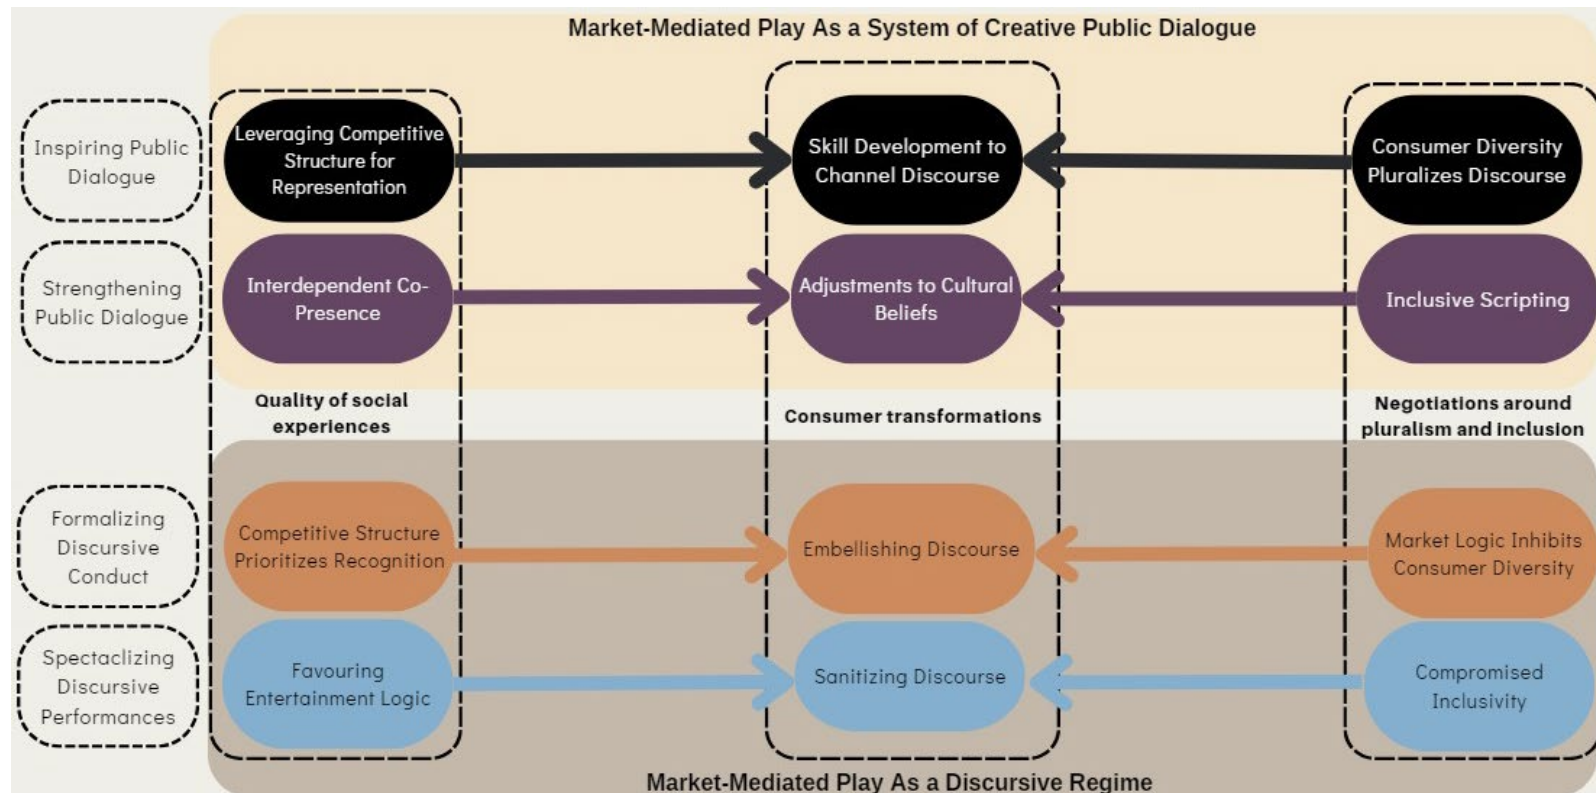 Market-Mediated Play As a System of Creative Public Dialogue
Inspiring Public
Dialogue
Leveraging Competitive
Structure for
Representation
Skill Development to
Channel Discourse
Consumer Diversity
Pluralizes Discourse
Strengthening
Public Dialogue
Interdependent Co-
Presence
Adjustments to Cultural
Beliefs
Inclusive Scripting
Quality of social
experiences
Consumer transformations
Negotiations around
pluralism and inclusion
Formalizing
Discursive
Conduct
Competitive Structure
Prioritizes Recognition
Embellishing Discourse
Market Logic Inhibits
Consumer Diversity
Spectaclizing
Discursive
Performances
Favouring
Entertainment Logic
Sanitizing Discourse
Compromised
Inclusivity
Market-Mediated Play As a Discursive Regime